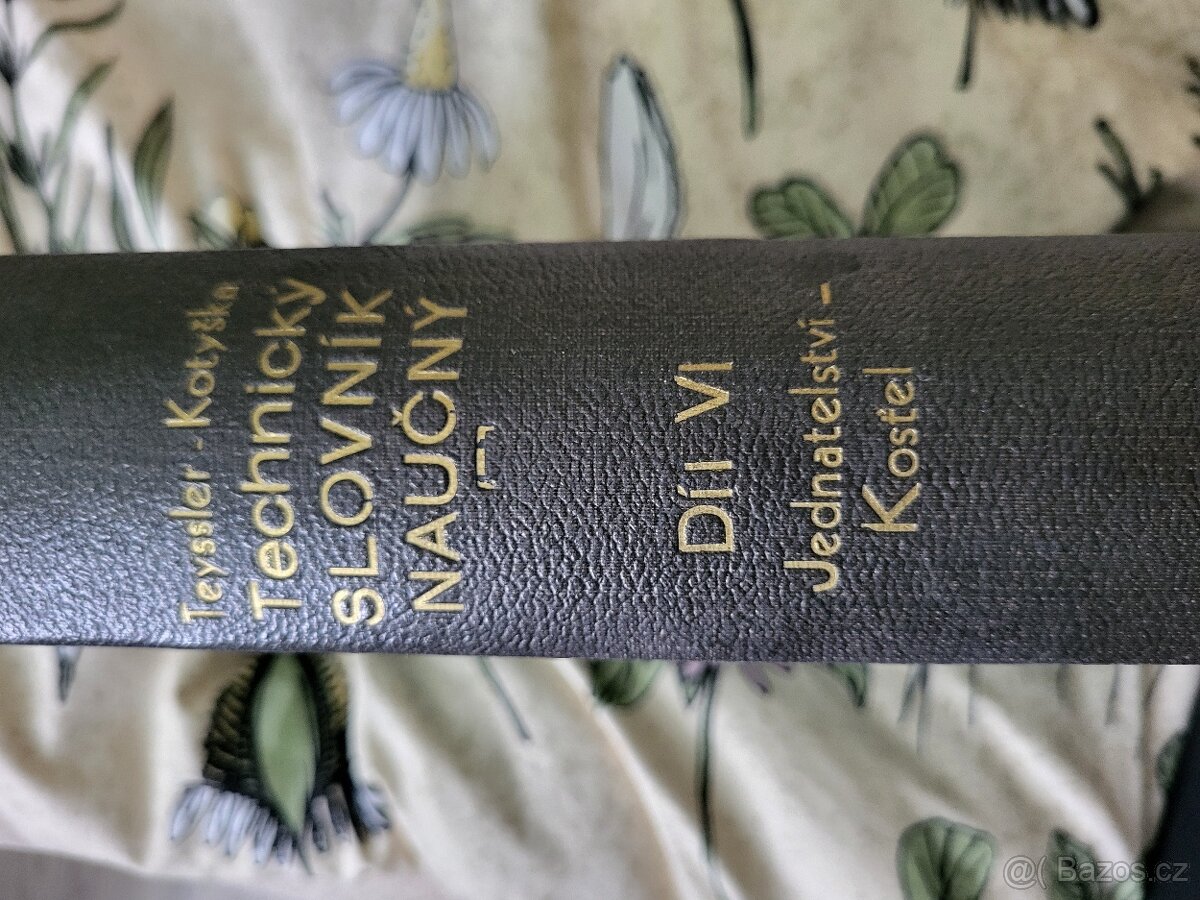 Teyssler - Kotyška
Technický
SLOVNÍK
NAUČNÝ
Díl VI
Jednatelství -
Kostel
@( Bazos.cz